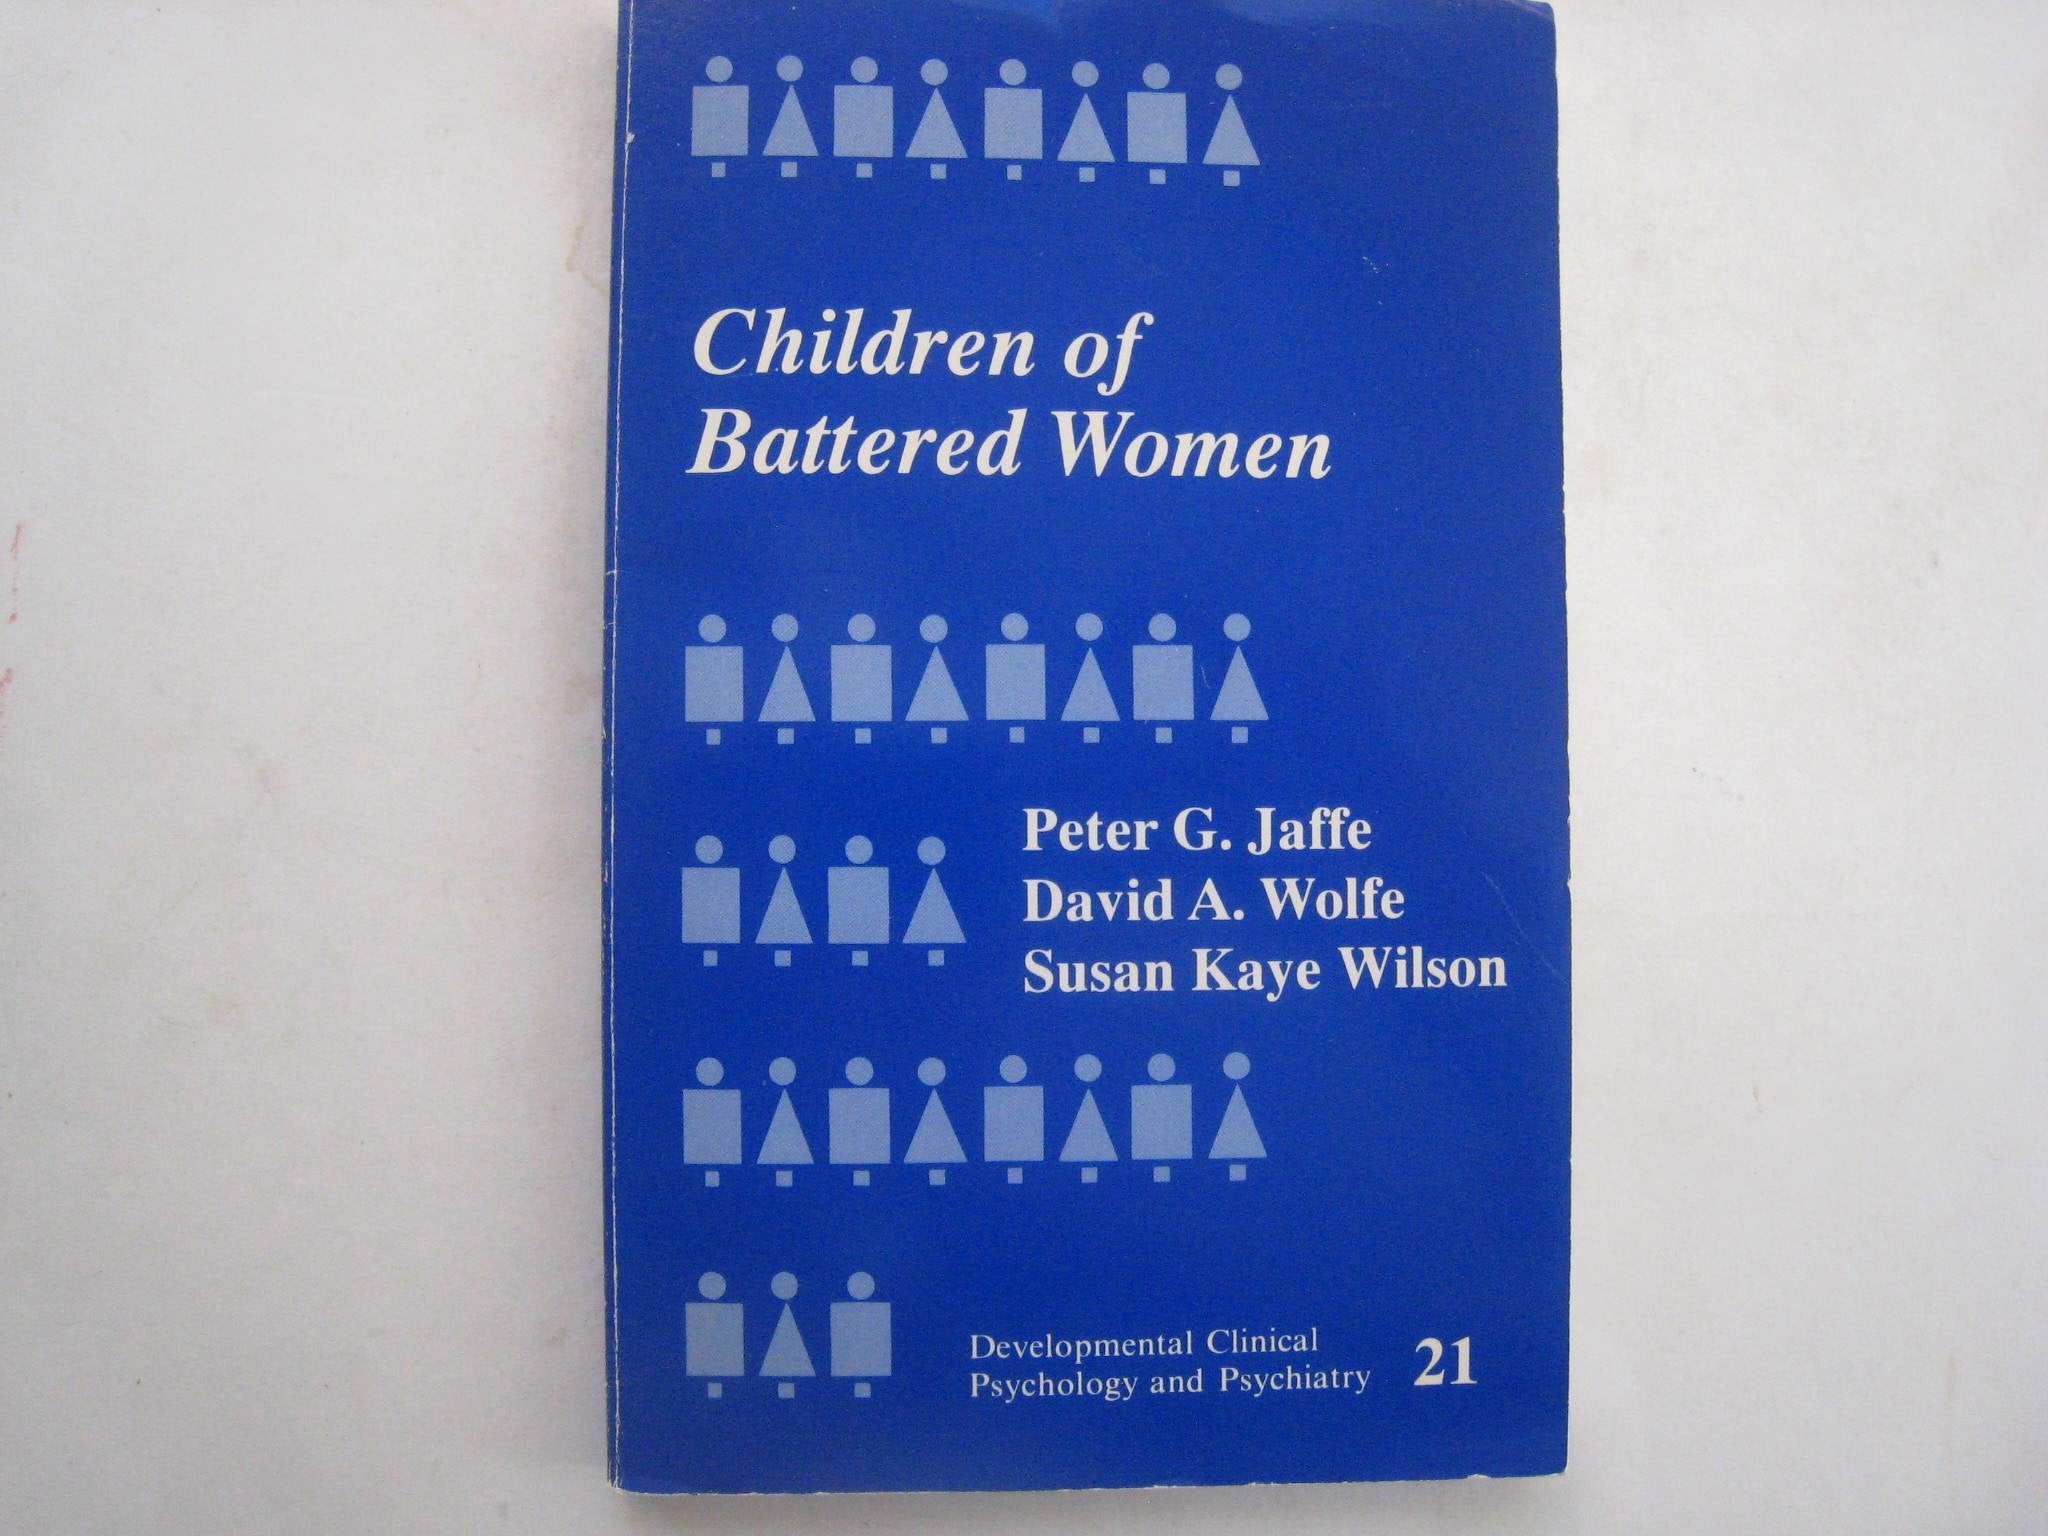 Children of
Battered Women
Peter G. Jaffe
David A. Wolfe
Susan Kaye Wilson
Developmental Clinical
Psychology and Psychiatry 21